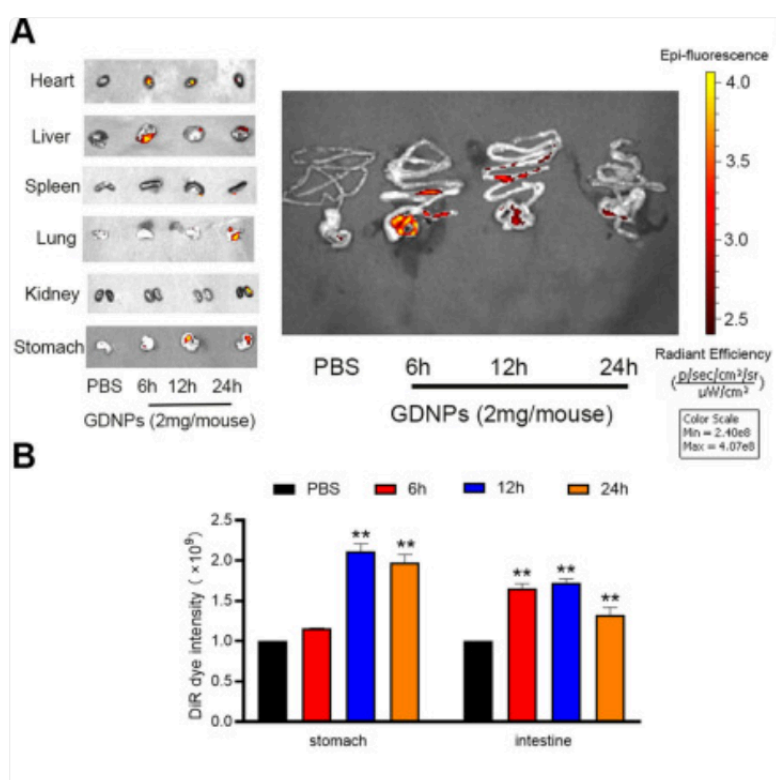 A
Heart
Liver
Spleen
Lung
Kidney
Stomach
PBS 6h 12h 24h
GDNPs (2mg/mouse)
PBS 6h 12h 24h
GDNPs (2mg/mouse)
Epi-fluorescence
4.0
3.5
3.0
2.5
Radiant Efficiency
(p/sec/cm²/sr
μW/cm²)
Color Scale
Min = 2.40e8
Max = 4.07e8
B
PBS 6h 12h 24h
DiR dye intensity ( ×10⁹)
2.5
2.0
1.5
1.0
0.5
0.0
** ** ** ** **
stomach intestine